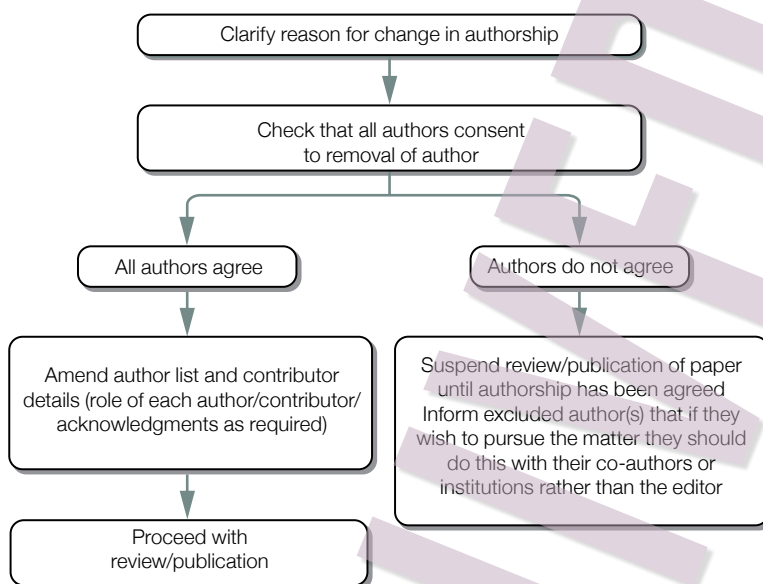 Clarify reason for change in authorship
Check that all authors consent
to removal of author
All authors agree
Authors do not agree
Amend author list and contributor
details (role of each author/contributor/
acknowledgments as required)
Suspend review/publication of paper
until authorship has been agreed
Inform excluded author(s) that if they
wish to pursue the matter they should
do this with their co-authors or
institutions rather than the editor
Proceed with
review/publication